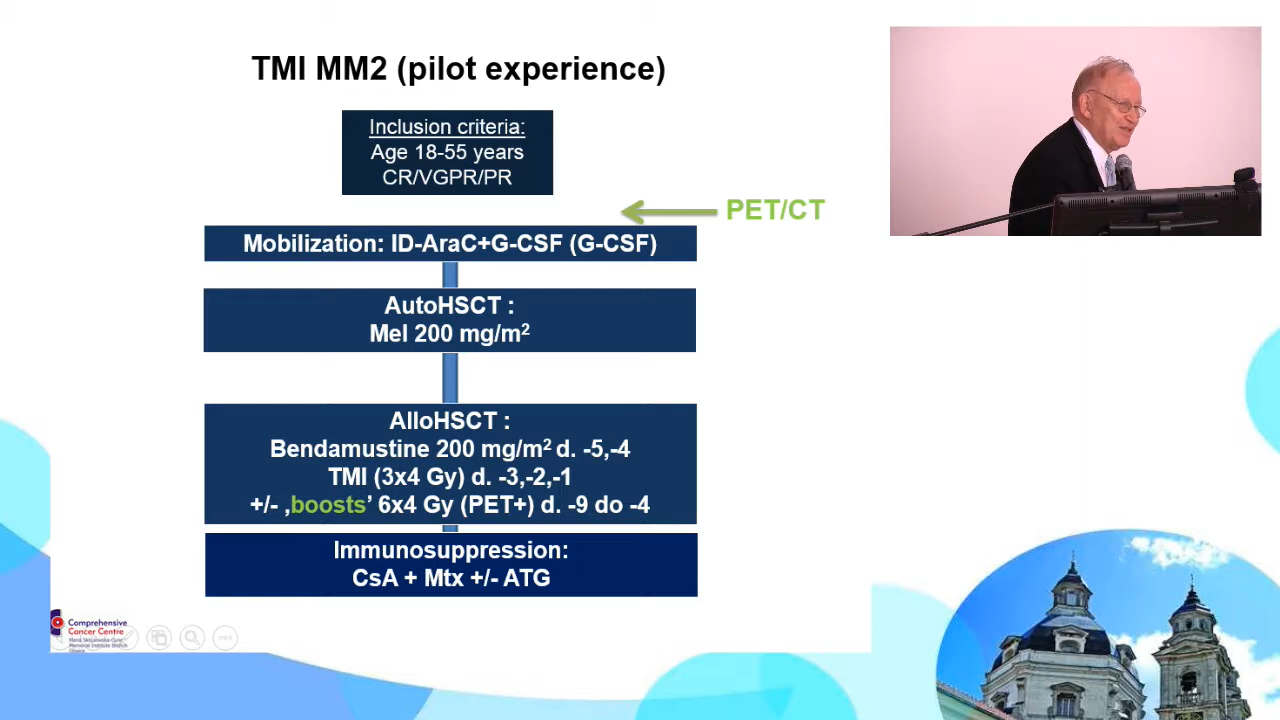 TMI MM2 (pilot experience)
Inclusion criteria:
Age 18-55 years
CR/VGPR/PR
PET/CT
Mobilization: ID-AraC+G-CSF (G-CSF)
AutoHSCT :
Mel 200 mg/m²
AlloHSCT :
Bendamustine 200 mg/m² d. -5,-4
TMI (3x4 Gy) d. -3,-2,-1
+/- ‚boosts’ 6x4 Gy (PET+) d. -9 do -4
Immunosuppression:
CsA + Mtx +/- ATG
Comprehensive
Cancer Centre